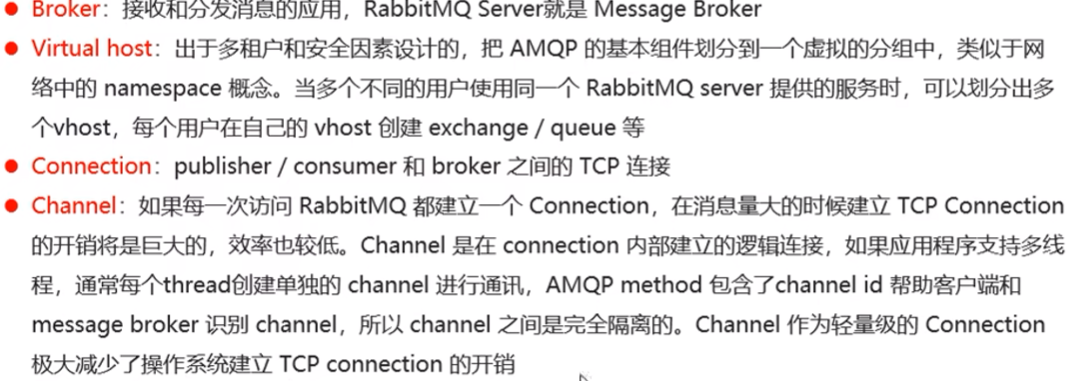 ● Broker：接收和分发消息的应用，RabbitMQ Server就是 Message Broker
● Virtual host：出于多租户和安全因素设计的，把 AMQP 的基本组件划分到一个虚拟的分组中，类似于网
络中的 namespace 概念。当多个不同的用户使用同一个 RabbitMQ server 提供的服务时，可以划分出多
个vhost，每个用户在自己的 vhost 创建 exchange / queue 等
● Connection：publisher / consumer 和 broker 之间的 TCP 连接
● Channel：如果每一次访问 RabbitMQ 都建立一个 Connection，在消息量大的时候建立 TCP Connection
的开销将是巨大的，效率也较低。Channel 是在 connection 内部建立的逻辑连接，如果应用程序支持多线
程，通常每个thread创建单独的 channel 进行通讯，AMQP method 包含了channel id 帮助客户端和
message broker 识别 channel，所以 channel 之间是完全隔离的。Channel 作为轻量级的 Connection
极大减少了操作系统建立 TCP connection 的开销